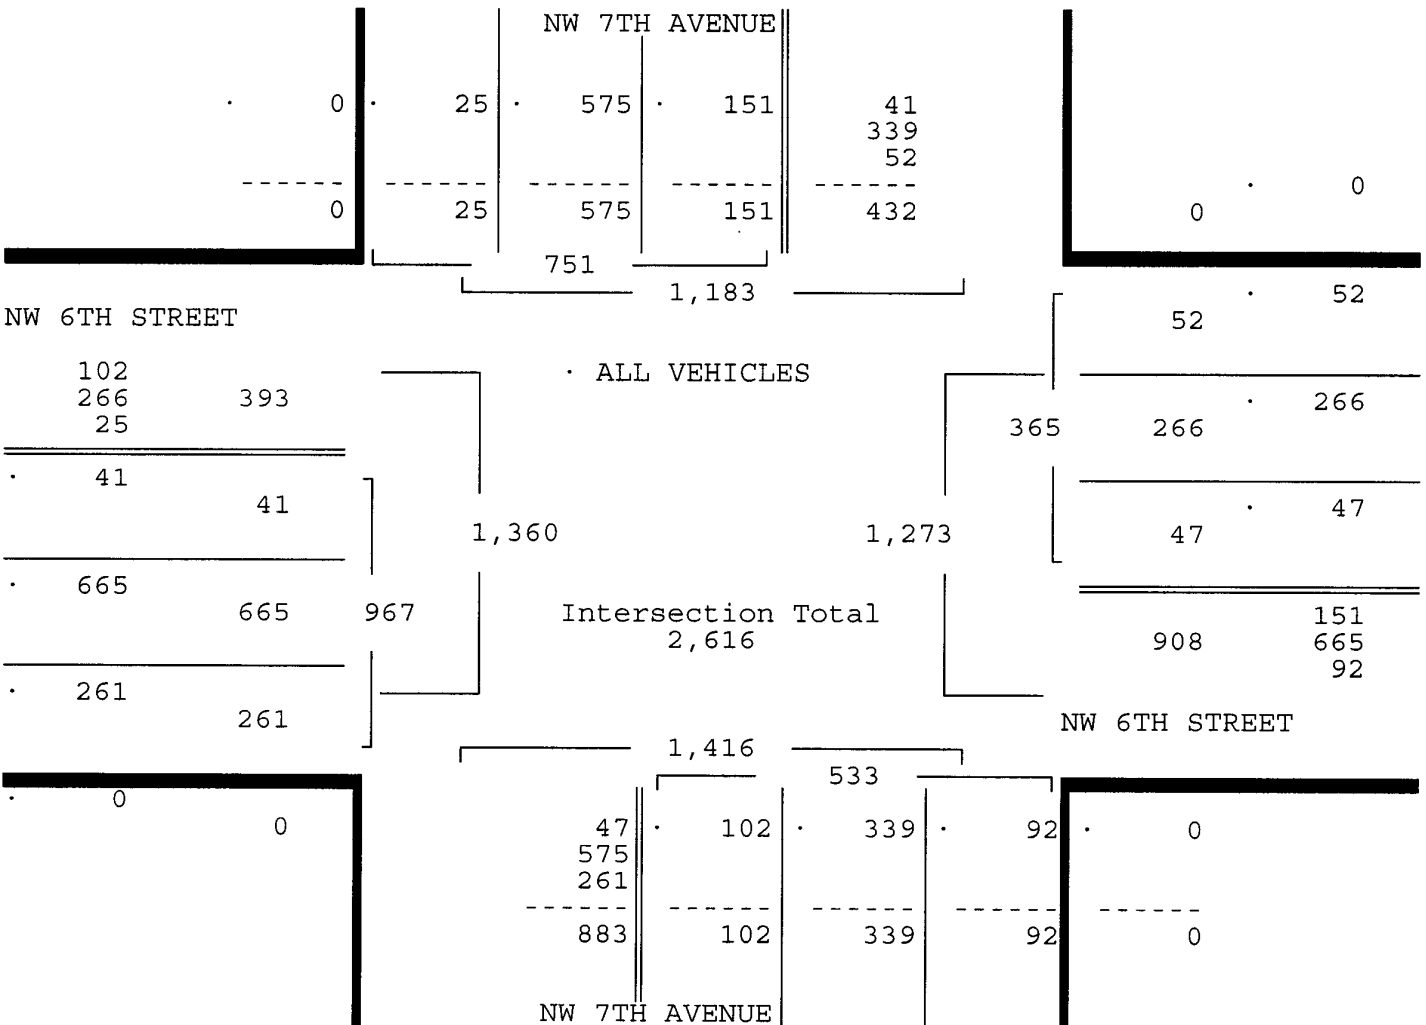 NW 7TH AVENUE
· 0 · 25 · 575 · 151 41
339
52
------ ------ ------ ------ ------
· 0
0 25 575 151 432 0
751
1,183
· 52
NW 6TH STREET 52
102 · ALL VEHICLES
266 393 · 266
25 365 266
· 41
41 · 47
1,360 1,273 47
· 665
665 967 Intersection Total 151
2,616 908 665
92
· 261
261 NW 6TH STREET
1,416
533
· 0
0 47 · 102 · 339 · 92 · 0
575
261
------ ------ ------ ------ ------
883 102 339 92 0
NW 7TH AVENUE